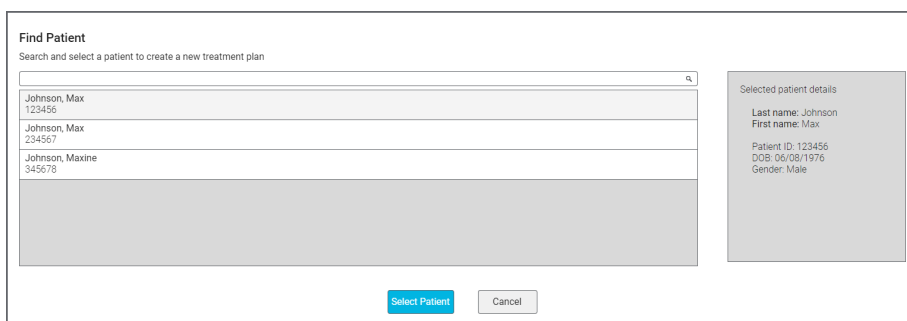 Find Patient
Search and select a patient to create a new treatment plan
Johnson, Max
123456
Johnson, Max
234567
Johnson, Maxine
345678
Selected patient details
Last name: Johnson
First name: Max
Patient ID: 123456
DOB: 06/08/1976
Gender: Male
Select Patient
Cancel